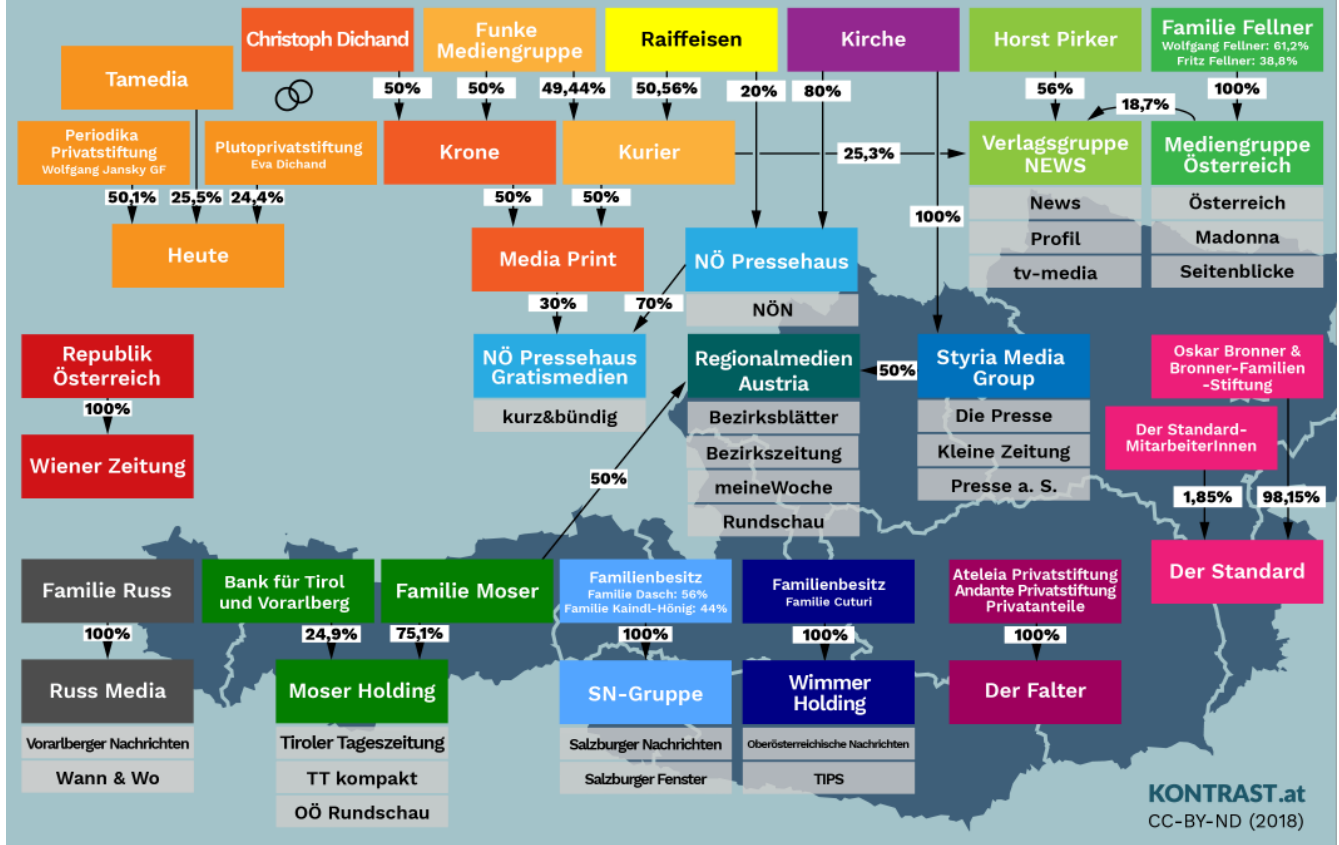 Christoph Dichand
Funke
Mediengruppe
Raiffeisen
Kirche
Horst Pirker
Familie Fellner
Wolfgang Fellner: 61,2%
Fritz Fellner: 38,8%
Tamedia
50%
50%
49,44%
50,56%
20%
80%
56%
18,7%
100%
Periodika
Privatstiftung
Wolfgang Jansky GF
Plutoprivatstiftung
Eva Dichand
Krone
Kurier
25,3%
Verlagsgruppe
NEWS
Mediengruppe
Österreich
50,1%
25,5%
24,4%
50%
50%
100%
News
Profil
tv-media
Österreich
Madonna
Seitenblicke
Heute
Media Print
NÖ Pressehaus
NÖN
30%
70%
Republik
Österreich
100%
Wiener Zeitung
NÖ Pressehaus
Gratismedien
kurz&bündig
Regionalmedien
Austria
Bezirksblätter
Bezirkszeitung
meineWoche
Rundschau
50%
Styria Media
Group
Die Presse
Kleine Zeitung
Presse a. S.
Oskar Bronner &
Bronner-Familien
-Stiftung
Der Standard-
MitarbeiterInnen
1,85%
98,15%
Der Standard
50%
Familie Russ
100%
Russ Media
Vorarlberger Nachrichten
Wann & Wo
Bank für Tirol
und Vorarlberg
Familie Moser
24,9%
75,1%
Moser Holding
Tiroler Tageszeitung
TT kompakt
OÖ Rundschau
Familienbesitz
Familie Dasch: 56%
Familie Kaindl-Hönig: 44%
100%
SN-Gruppe
Salzburger Nachrichten
Salzburger Fenster
Familienbesitz
Familie Cuturi
100%
Wimmer
Holding
Oberösterreichische Nachrichten
TIPS
Ateleia Privatstiftung
Andante Privatstiftung
Privatanteile
100%
Der Falter
KONTRAST.at
CC-BY-ND (2018)